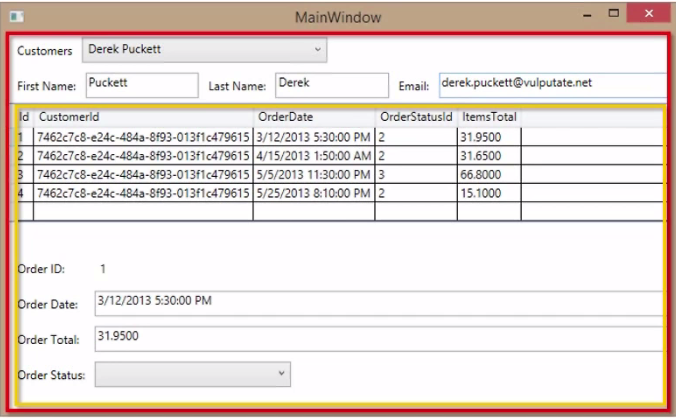 MainWindow
Customers Derek Puckett
First Name: Puckett Last Name: Derek Email: derek.puckett@vulputate.net
Id CustomerId OrderDate OrderStatusId ItemsTotal
1 7462c7c8-e24c-484a-8f93-013f1c479615 3/12/2013 5:30:00 PM 2 31.9500
2 7462c7c8-e24c-484a-8f93-013f1c479615 4/15/2013 1:50:00 AM 2 31.6500
3 7462c7c8-e24c-484a-8f93-013f1c479615 5/5/2013 11:30:00 PM 3 66.8000
4 7462c7c8-e24c-484a-8f93-013f1c479615 5/25/2013 8:10:00 PM 2 15.1000
Order ID: 1
Order Date: 3/12/2013 5:30:00 PM
Order Total: 31.9500
Order Status: